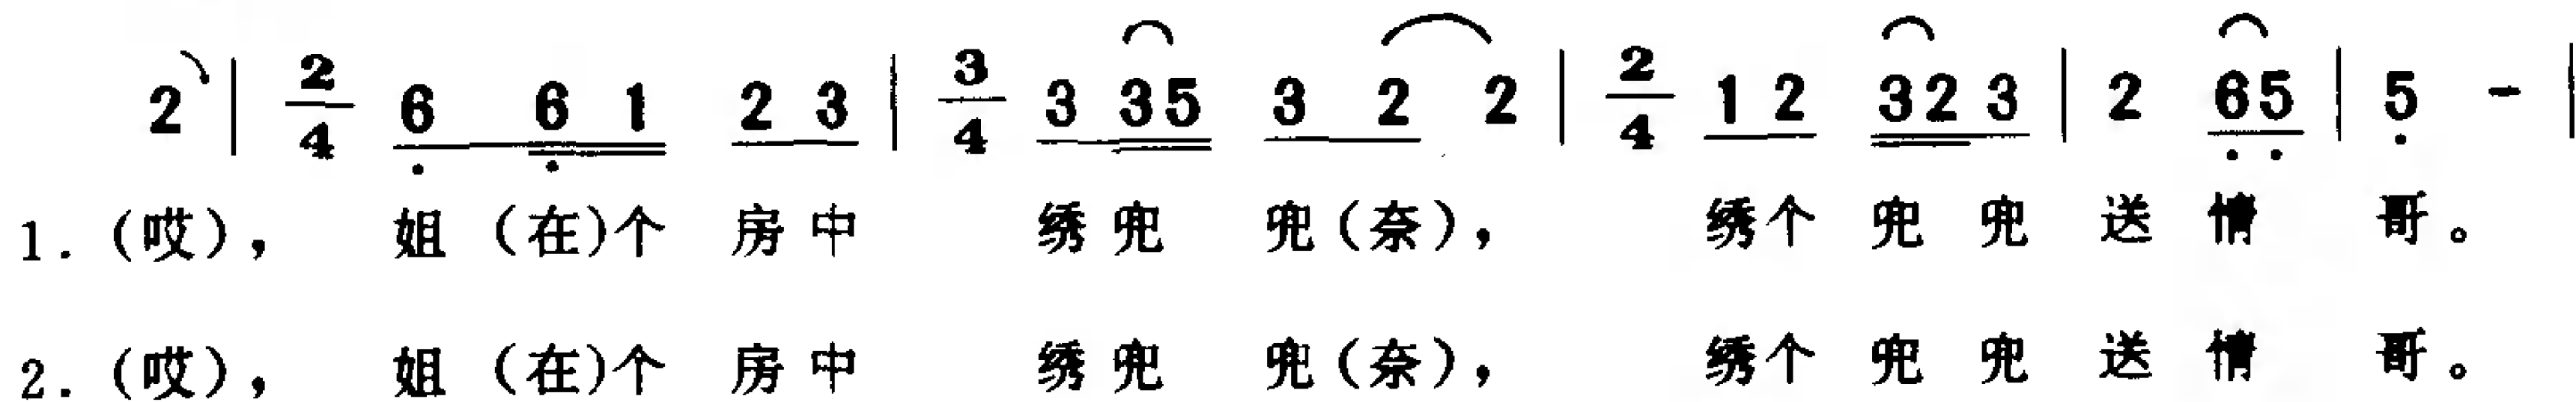 2 | 2/4 6 6 1 2 3 | 3/4 3 35 3 2 2 | 2/4 1 2 32 3 | 2 65 | 5 - |
1.（哎）， 姐（在）个 房中 绣兜 兜（奈）， 绣个 兜 兜 送 情 哥。
2.（哎）， 姐（在）个 房中 绣兜 兜（奈）， 绣个 兜 兜 送 情 哥。